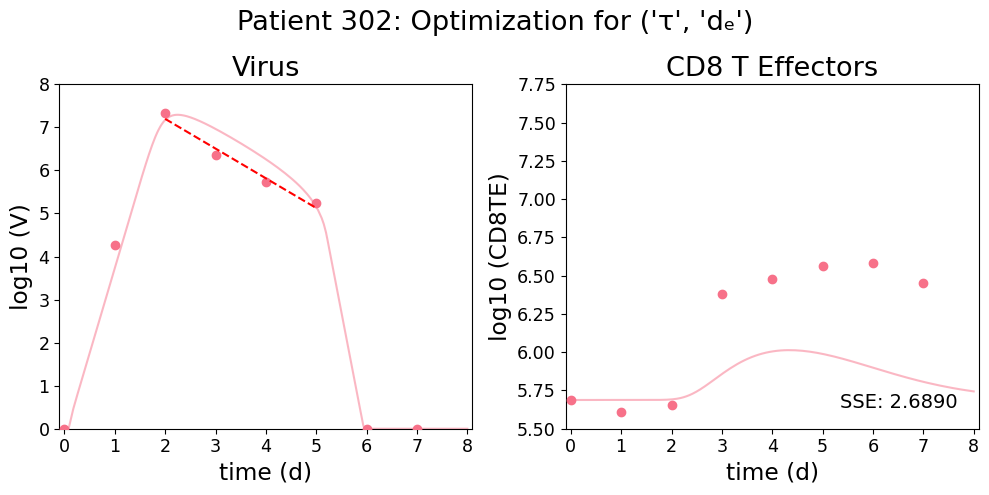 Patient 302: Optimization for ('τ', 'dₑ')
Virus
CD8 T Effectors
log10 (V)
8
7
6
5
4
3
2
1
0
0 1 2 3 4 5 6 7 8
time (d)
log10 (CD8TE)
7.75
7.50
7.25
7.00
6.75
6.50
6.25
6.00
5.75
5.50
SSE: 2.6890
0 1 2 3 4 5 6 7 8
time (d)